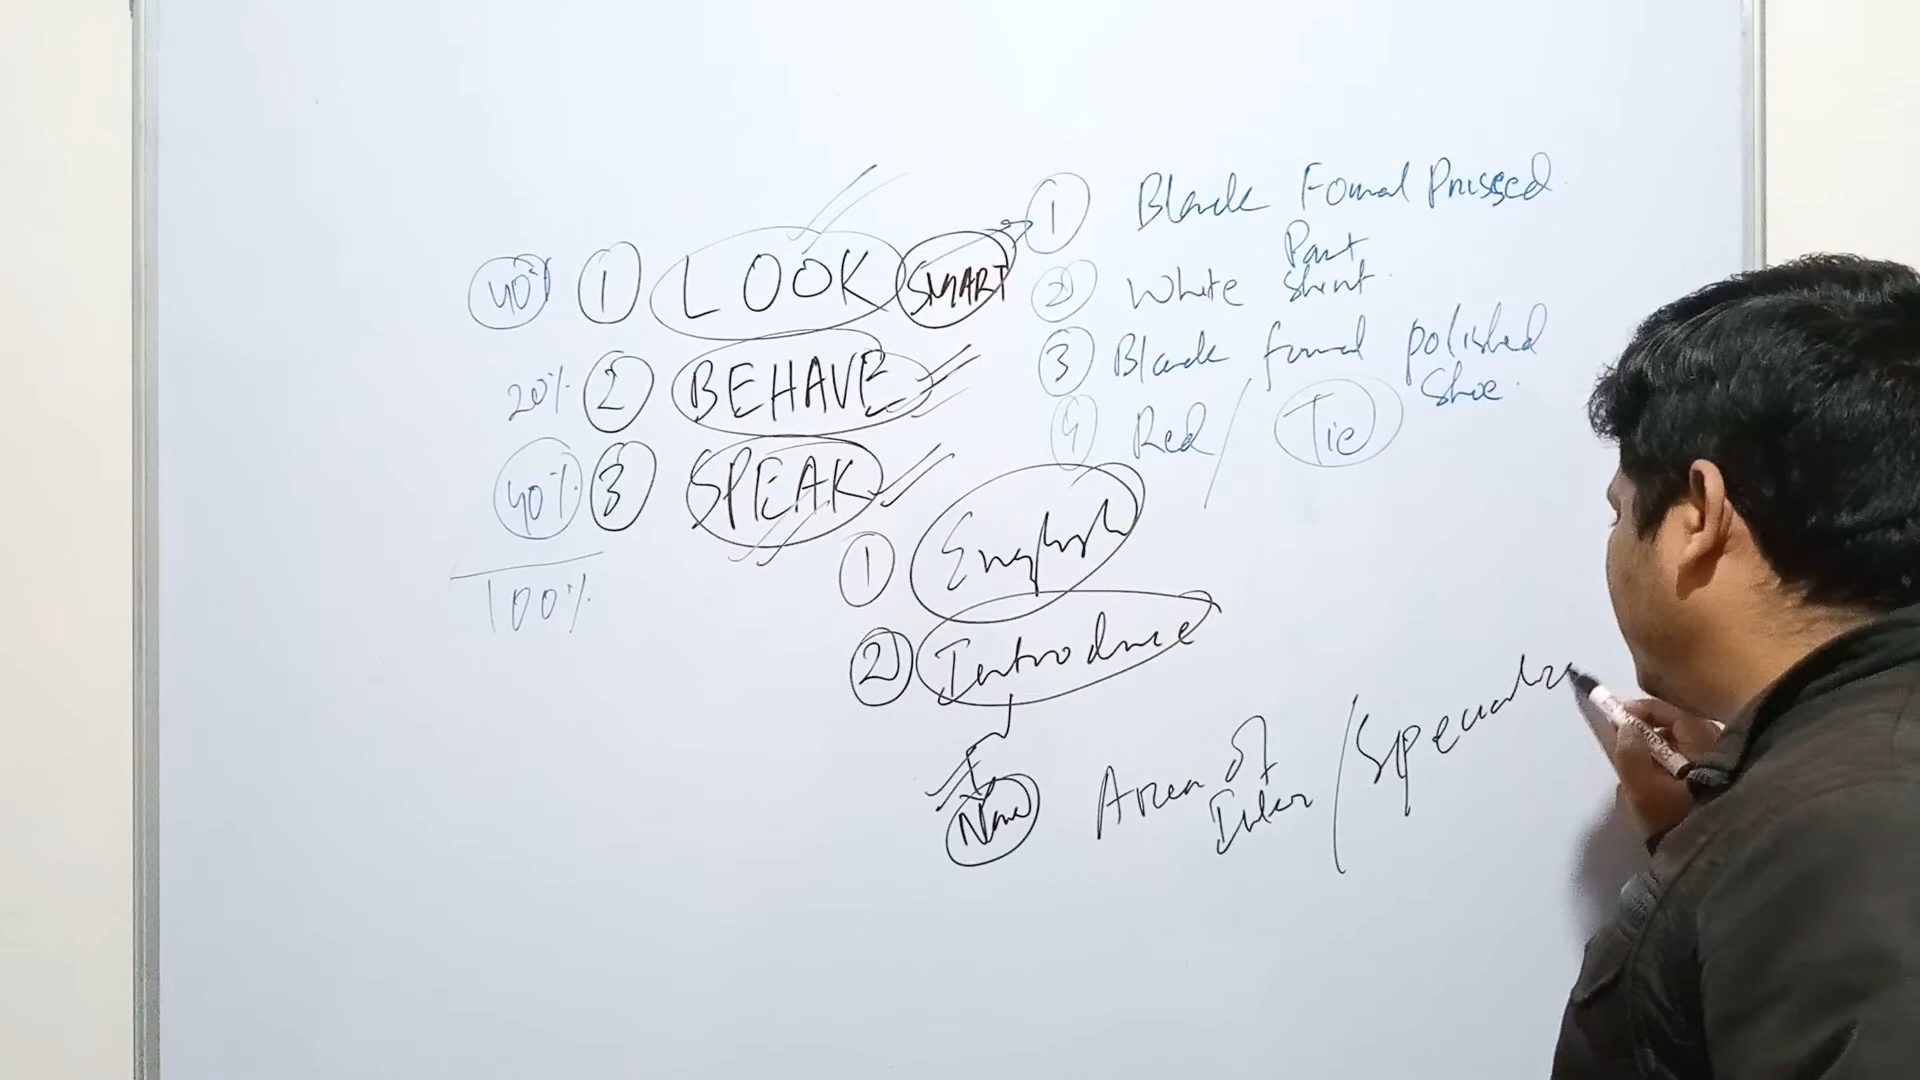 40% 1 LOOK SMART
20% 2 BEHAVE
40% 3 SPEAK
100%
1 Black Formal Pressed
Pant
2 White Shirt
3 Black formal polished
Shoe
4 Red / Tie
1 English
2 Introduce
Name
Area of
/